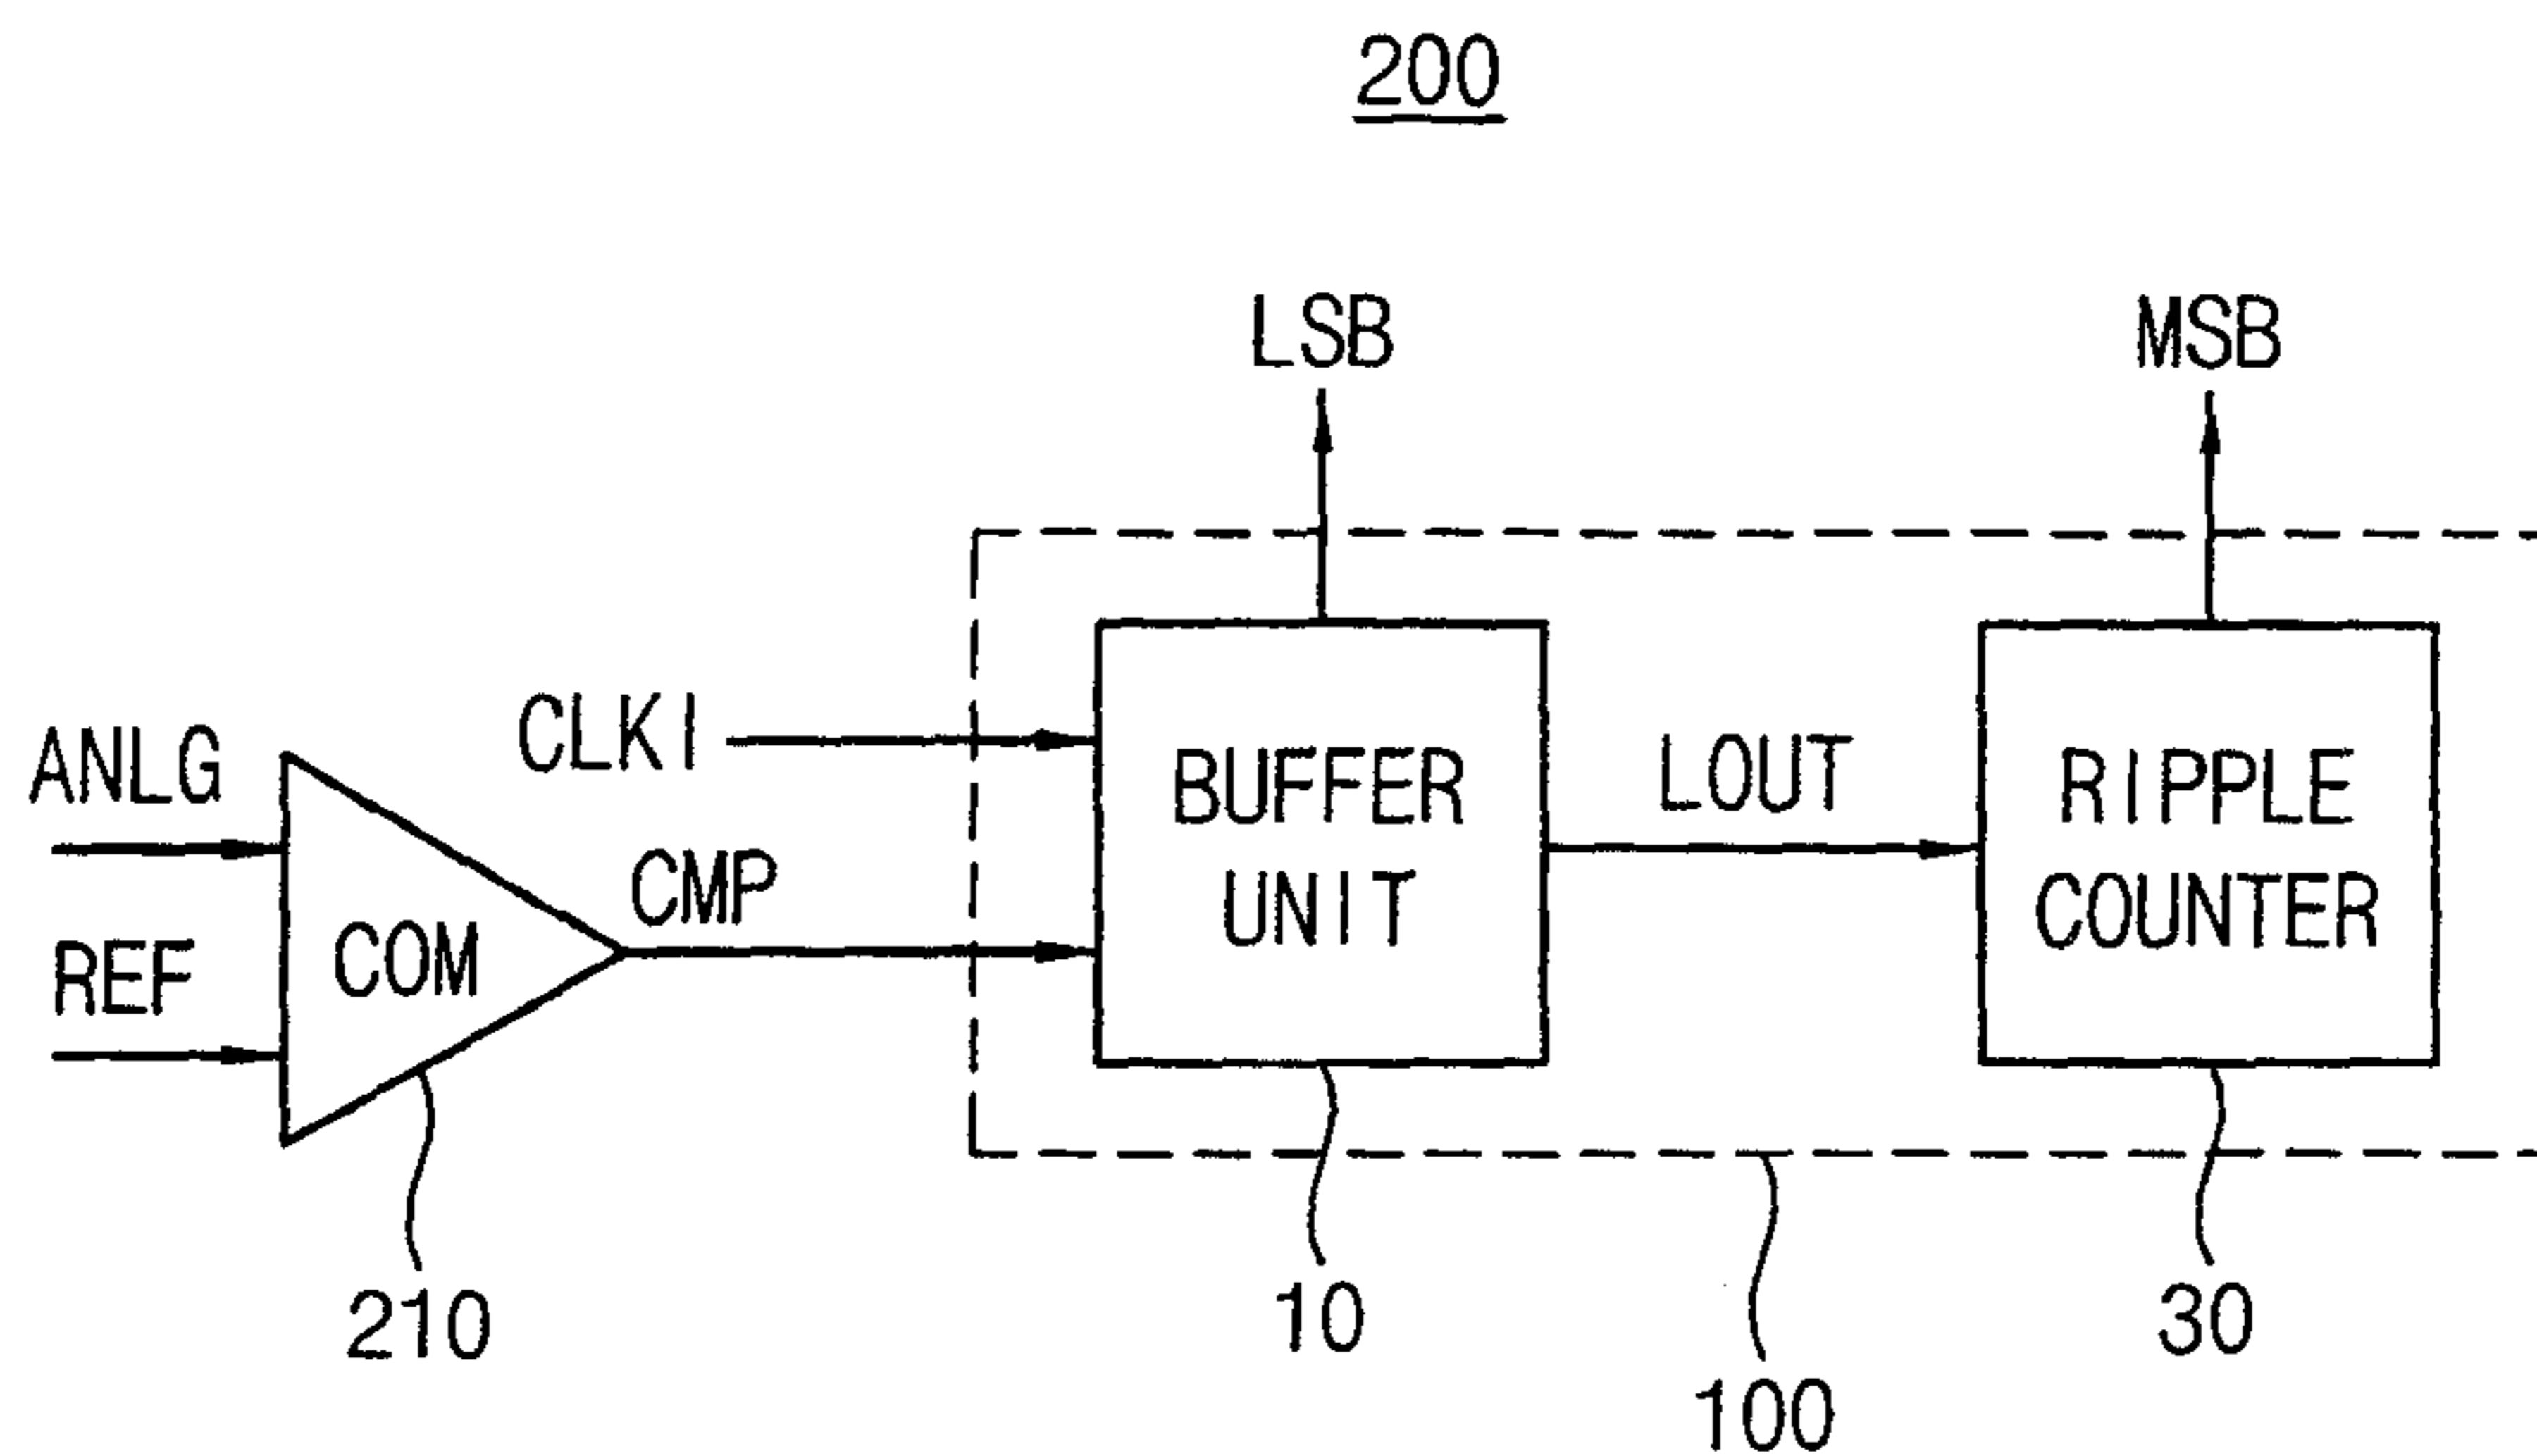 200
LSB
MSB
ANLG
CLKI
REF
COM
CMP
BUFFER
UNIT
LOUT
RIPPLE
COUNTER
210
10
100
30